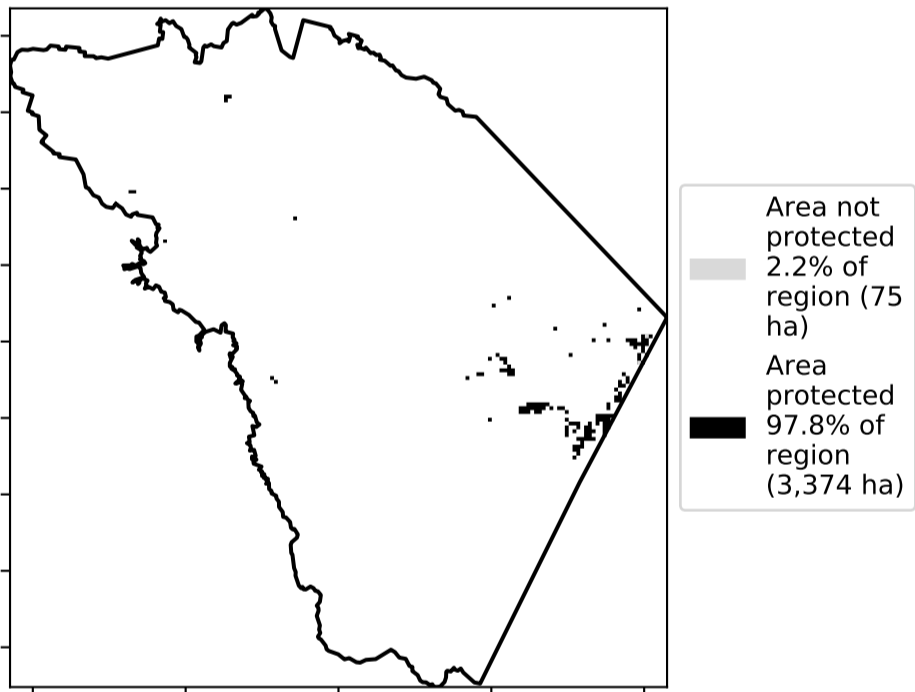 Area not
protected
2.2% of
region (75
ha)
Area
protected
97.8% of
region
(3,374 ha)